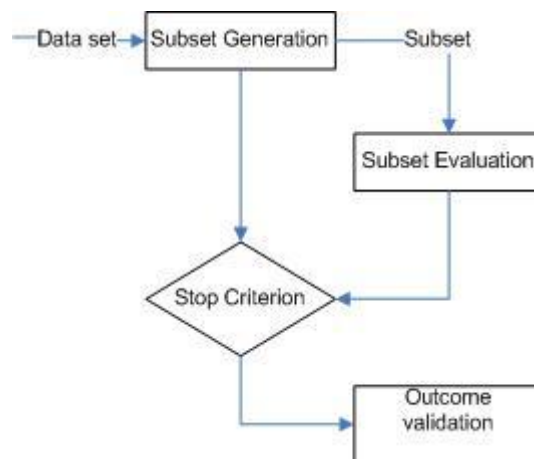 Data set
Subset Generation
Subset
Subset Evaluation
Stop Criterion
Outcome
validation